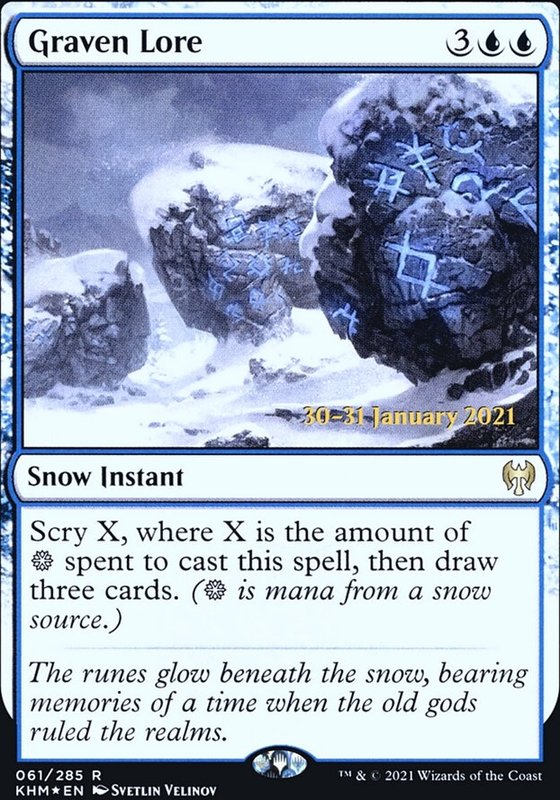 Graven Lore 3
30-31 January 2021
Snow Instant
Scry X, where X is the amount of
spent to cast this spell, then draw
three cards. ( is mana from a snow
source.)
The runes glow beneath the snow, bearing
memories of a time when the old gods
ruled the realms.
061/285 R
KHM★EN Svetlin Velinov
™ & © 2021 Wizards of the Coast